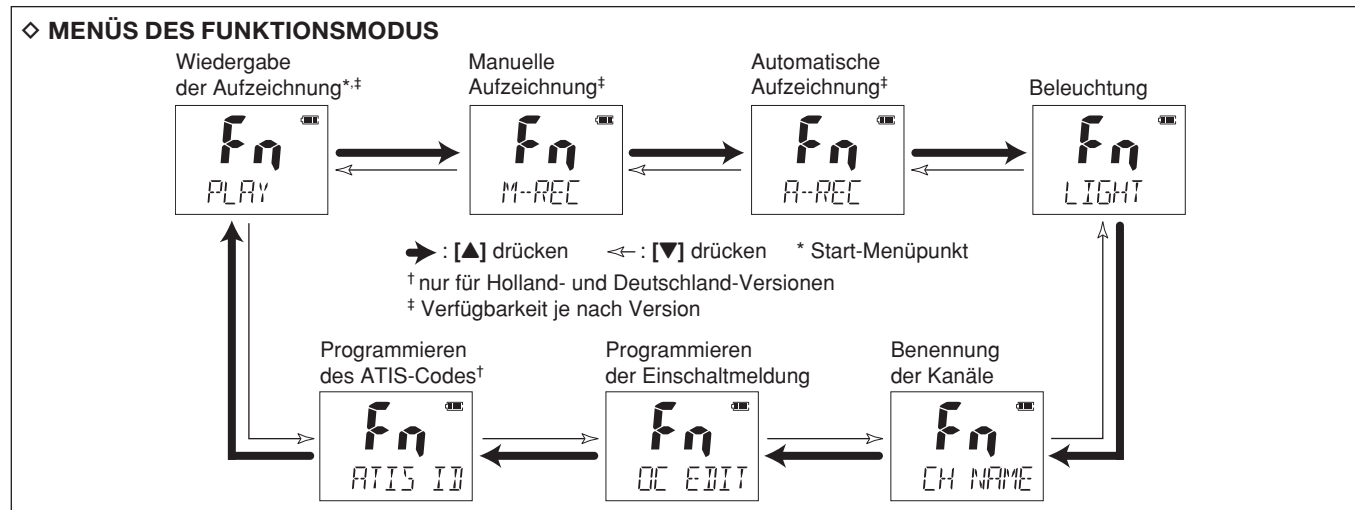 ◇ MENÜS DES FUNKTIONSMODUS
Wiedergabe
der Aufzeichnung*,‡
Fn
PLAY
Manuelle
Aufzeichnung‡
Fn
M-REC
Automatische
Aufzeichnung‡
Fn
A-REC
Beleuchtung
Fn
LIGHT
➔ : [▲] drücken ⇽ : [▼] drücken * Start-Menüpunkt
† nur für Holland- und Deutschland-Versionen
‡ Verfügbarkeit je nach Version
Programmieren
des ATIS-Codes†
Fn
ATIS ID
Programmieren
der Einschaltmeldung
Fn
OC EDIT
Benennung
der Kanäle
Fn
CH NAME